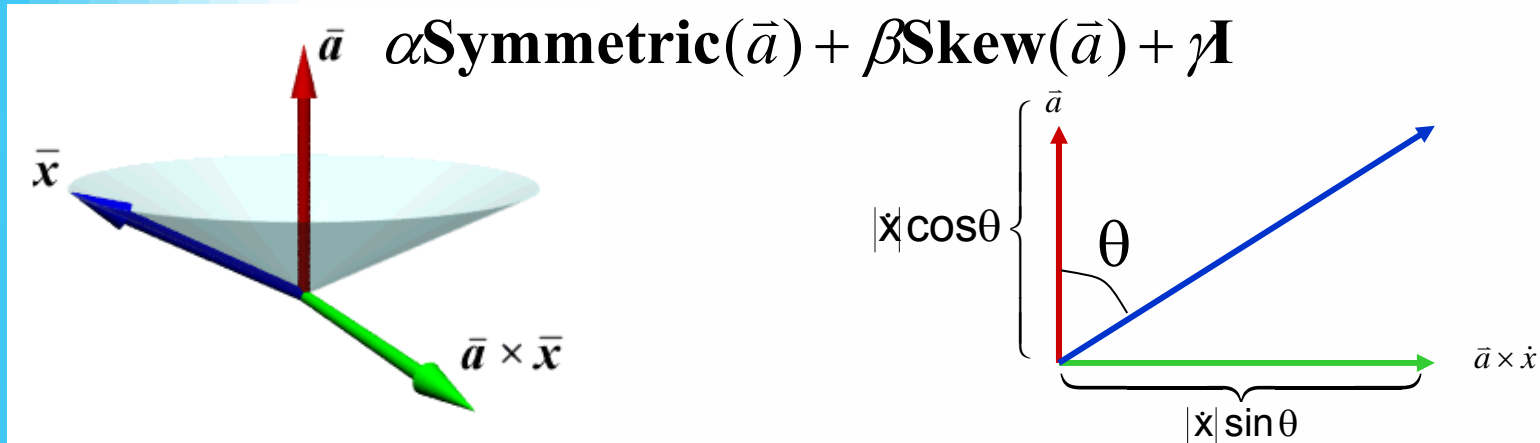 αSymmetric(a⃗) + βSkew(a⃗) + γI
ā
x̄
ā × x̄
a⃗
|ẋ|cosθ
θ
a⃗ × ẋ
|ẋ|sinθ